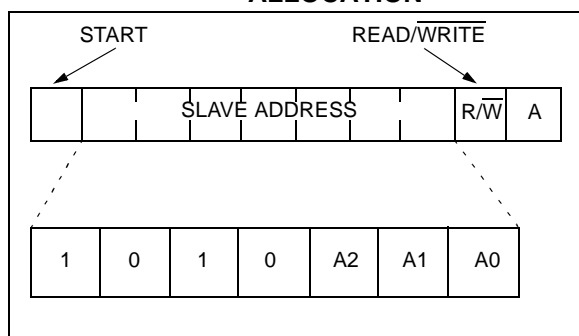 ALLOCATION
START READ/WRITE
SLAVE ADDRESS R/W A
1 0 1 0 A2 A1 A0